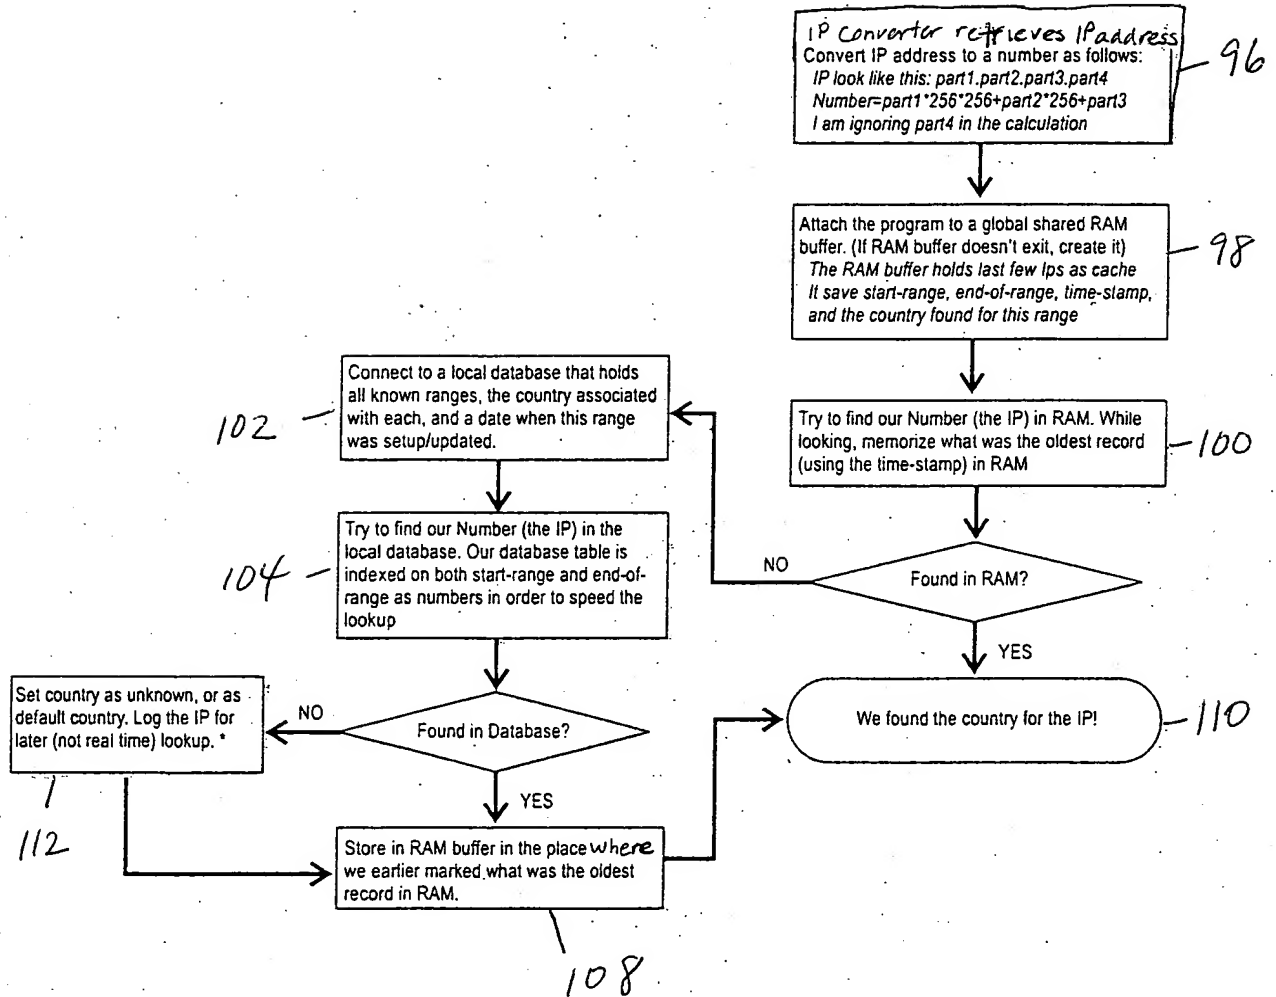 IP Converter retrieves IP address
Convert IP address to a number as follows:
IP look like this: part1.part2.part3.part4
Number=part1*256*256+part2*256+part3
I am ignoring part4 in the calculation
96
Attach the program to a global shared RAM
buffer. (If RAM buffer doesn't exit, create it)
The RAM buffer holds last few Ips as cache
It save start-range, end-of-range, time-stamp,
and the country found for this range
98
Try to find our Number (the IP) in RAM. While
looking, memorize what was the oldest record
(using the time-stamp) in RAM
100
Found in RAM?
NO
YES
Connect to a local database that holds
all known ranges, the country associated
with each, and a date when this range
was setup/updated.
102
Try to find our Number (the IP) in the
local database. Our database table is
indexed on both start-range and end-of-
range as numbers in order to speed the
lookup
104
Found in Database?
NO
YES
Set country as unknown, or as
default country. Log the IP for
later (not real time) lookup. *
112
Store in RAM buffer in the place where
we earlier marked what was the oldest
record in RAM.
108
We found the country for the IP!
110